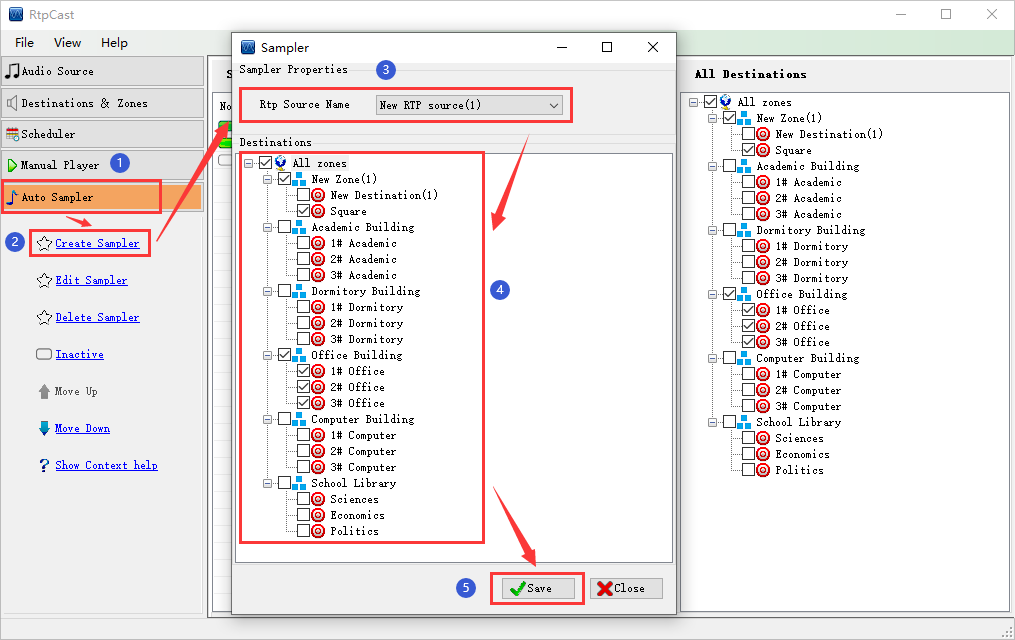 RtpCast
File View Help
Audio Source
Destinations & Zones
Scheduler
Manual Player
1
Auto Sampler
2
Create Sampler
Edit Sampler
Delete Sampler
Inactive
Move Up
Move Down
Show Context help
S
No
Sampler
Sampler Properties
3
Rtp Source Name
New RTP source(1)
Destinations
All zones
New Zone(1)
New Destination(1)
Square
Academic Building
1# Academic
2# Academic
3# Academic
Dormitory Building
1# Dormitory
2# Dormitory
3# Dormitory
Office Building
1# Office
2# Office
3# Office
Computer Building
1# Computer
2# Computer
3# Computer
School Library
Sciences
Economics
Politics
4
5
Save
Close
All Destinations
All zones
New Zone(1)
New Destination(1)
Square
Academic Building
1# Academic
2# Academic
3# Academic
Dormitory Building
1# Dormitory
2# Dormitory
3# Dormitory
Office Building
1# Office
2# Office
3# Office
Computer Building
1# Computer
2# Computer
3# Computer
School Library
Sciences
Economics
Politics